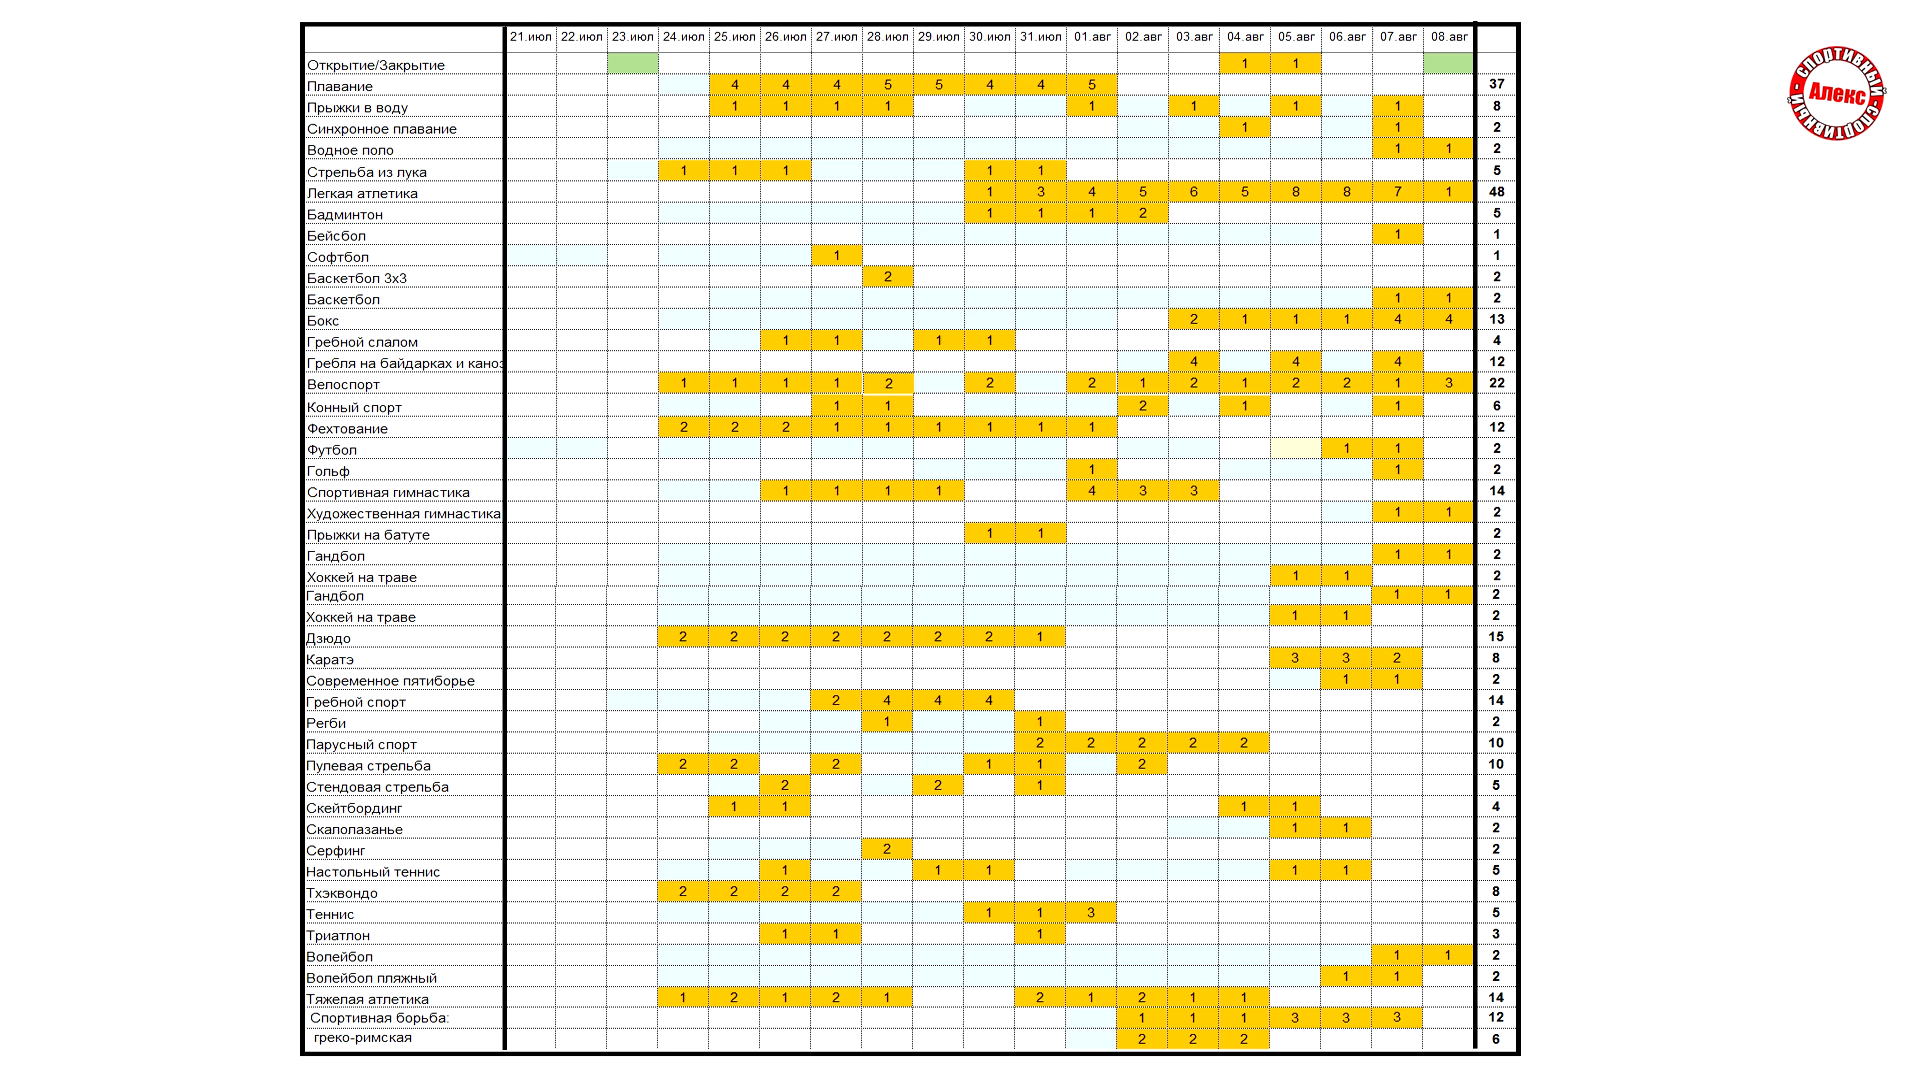 21.июл 22.июл 23.июл 24.июл 25.июл 26.июл 27.июл 28.июл 29.июл 30.июл 31.июл 01.авг 02.авг 03.авг 04.авг 05.авг 06.авг 07.авг 08.авг
Открытие/Закрытие 1 1
Плавание 4 4 4 5 5 4 4 5 37
Прыжки в воду 1 1 1 1 1 1 1 1 8
Синхронное плавание 1 1 2
Водное поло 1 1 2
Стрельба из лука 1 1 1 1 1 5
Легкая атлетика 1 3 4 5 6 5 8 8 7 1 48
Бадминтон 1 1 1 2 5
Бейсбол 1 1
Софтбол 1 1
Баскетбол 3х3 2 2
Баскетбол 1 1 2
Бокс 2 1 1 1 4 4 13
Гребной слалом 1 1 1 1 4
Гребля на байдарках и каноэ 4 4 4 12
Велоспорт 1 1 1 1 2 2 2 1 2 1 2 2 1 3 22
Конный спорт 1 1 2 1 1 6
Фехтование 2 2 2 1 1 1 1 1 1 12
Футбол 1 1 2
Гольф 1 1 2
Спортивная гимнастика 1 1 1 1 4 3 3 14
Художественная гимнастика 1 1 2
Прыжки на батуте 1 1 2
Гандбол 1 1 2
Хоккей на траве 1 1 2
Гандбол 1 1 2
Хоккей на траве 1 1 2
Дзюдо 2 2 2 2 2 2 2 1 15
Каратэ 3 3 2 8
Современное пятиборье 1 1 2
Гребной спорт 2 4 4 4 14
Регби 1 1 2
Парусный спорт 2 2 2 2 2 10
Пулевая стрельба 2 2 2 1 1 2 10
Стендовая стрельба 2 2 1 5
Скейтбординг 1 1 1 1 4
Скалолазанье 1 1 2
Серфинг 2 2
Настольный теннис 1 1 1 1 1 5
Тхэквондо 2 2 2 2 8
Теннис 1 1 3 5
Триатлон 1 1 1 3
Волейбол 1 1 2
Волейбол пляжный 1 1 2
Тяжелая атлетика 1 2 1 2 1 2 1 2 1 1 14
Спортивная борьба: 1 1 1 3 3 3 12
греко-римская 2 2 2 6
СПОРТИВНЫЙ
Алекс
СПОРТИВНЫЙ